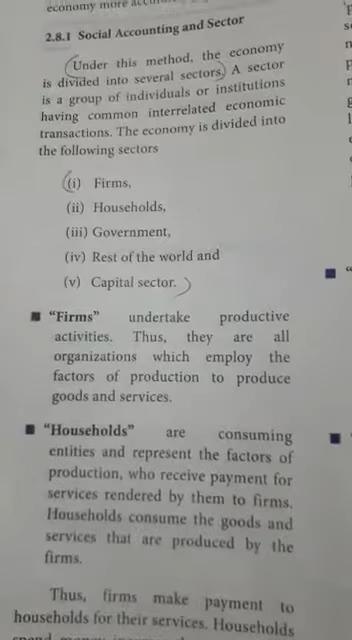 economy more
2.8.1 Social Accounting and Sector
Under this method, the economy
is divided into several sectors. A sector
is a group of individuals or institutions
having common interrelated economic
transactions. The economy is divided into
the following sectors
(i) Firms,
(ii) Households,
(iii) Government,
(iv) Rest of the world and
(v) Capital sector.
■ “Firms” undertake productive
activities. Thus, they are all
organizations which employ the
factors of production to produce
goods and services.
■ “Households” are consuming
entities and represent the factors of
production, who receive payment for
services rendered by them to firms.
Households consume the goods and
services that are produced by the
firms.
Thus, firms make payment to
households for their services. Households
spend money